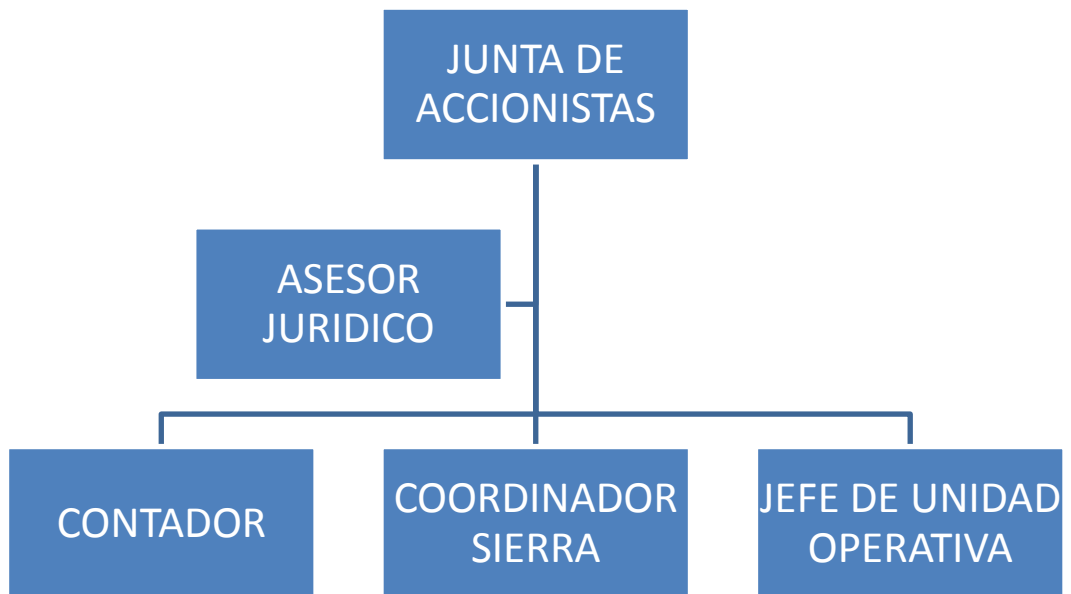 JUNTA DE
ACCIONISTAS
ASESOR
JURIDICO
CONTADOR
COORDINADOR
SIERRA
JEFE DE UNIDAD
OPERATIVA